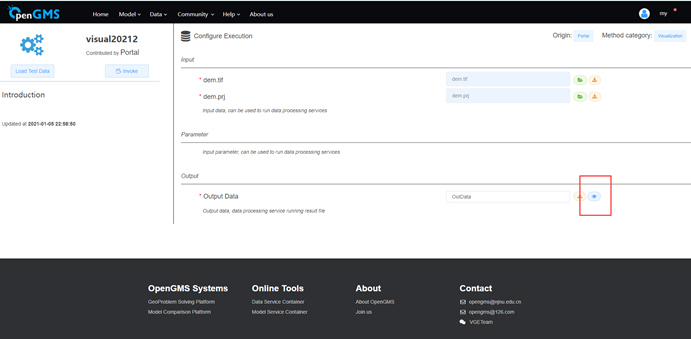 OpenGMS Home Model Data Community Help About us my
visual20212
Contributed by Portal
Load Test Data Invoke
Introduction
Updated at 2021-01-05 22:58:50
Configure Execution Origin: Portal Method category: Visualization
Input
* dem.tif dem.tif
* dem.prj dem.prj
Input data, can be used to run data processing services
Parameter
Input parameter, can be used to run data processing services
Output
* Output Data OutData
Output data, data processing service running result file
OpenGMS Systems Online Tools About Contact
GeoProblem Solving Platform Data Service Container About OpenGMS opengms@njnu.edu.cn
Model Comparison Platform Model Service Container Join us opengms@126.com
VGETeam